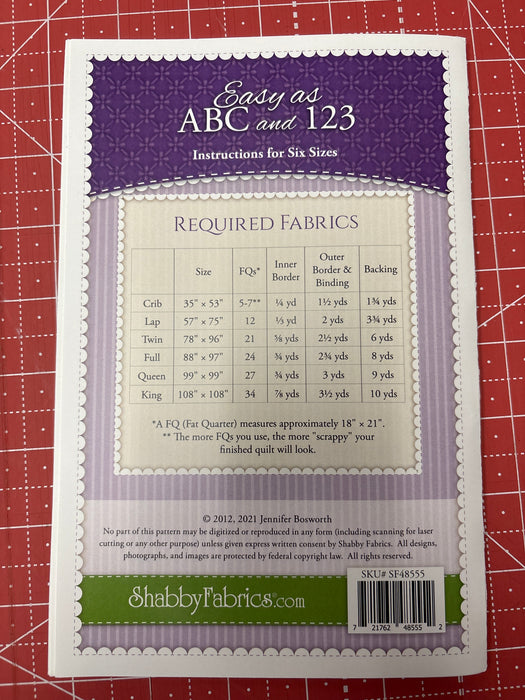 Easy as
ABC and 123
Instructions for Six Sizes
REQUIRED FABRICS
Size FQs* Inner Border Outer Border & Binding Backing
Crib 35" × 53" 5-7** ¼ yd 1½ yds 1¾ yds
Lap 57" × 75" 12 ⅓ yd 2 yds 3¾ yds
Twin 78" × 96" 21 ⅝ yds 2½ yds 6 yds
Full 88" × 97" 24 ¾ yds 2¾ yds 8 yds
Queen 99" × 99" 27 ¾ yds 3 yds 9 yds
King 108" × 108" 34 ⅞ yds 3½ yds 10 yds
*A FQ (Fat Quarter) measures approximately 18" × 21".
** The more FQs you use, the more "scrappy" your
finished quilt will look.
© 2012, 2021 Jennifer Bosworth
No part of this pattern may be digitized or reproduced in any form (including scanning for laser
cutting or any other purpose) unless given express written consent by Shabby Fabrics. All designs,
photographs, and images are protected by federal copyright law. All rights reserved.
SHABBYFABRICS®.COM
SKU# SF48555
7 21762 48555 2